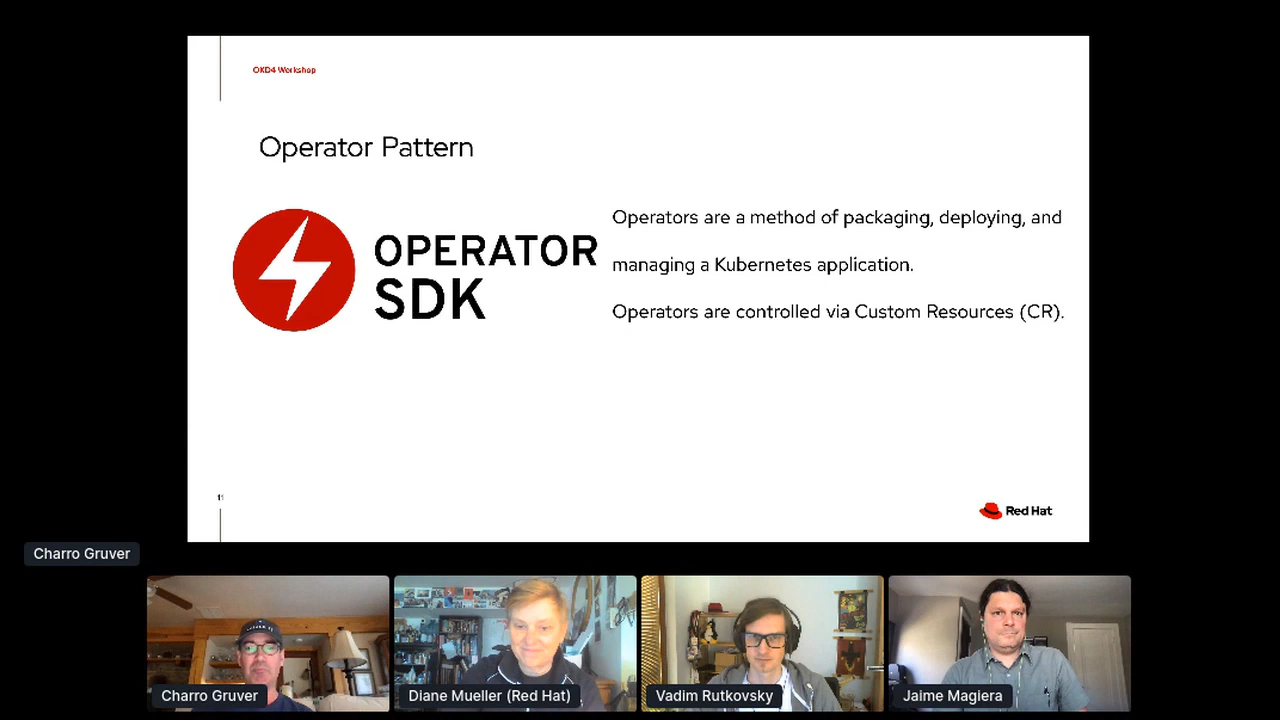 OKD4 Workshop
Operator Pattern
OPERATOR
SDK
Operators are a method of packaging, deploying, and
managing a Kubernetes application.
Operators are controlled via Custom Resources (CR).
11
Red Hat
Charro Gruver
Charro Gruver
Diane Mueller (Red Hat)
Vadim Rutkovsky
Jaime Magiera